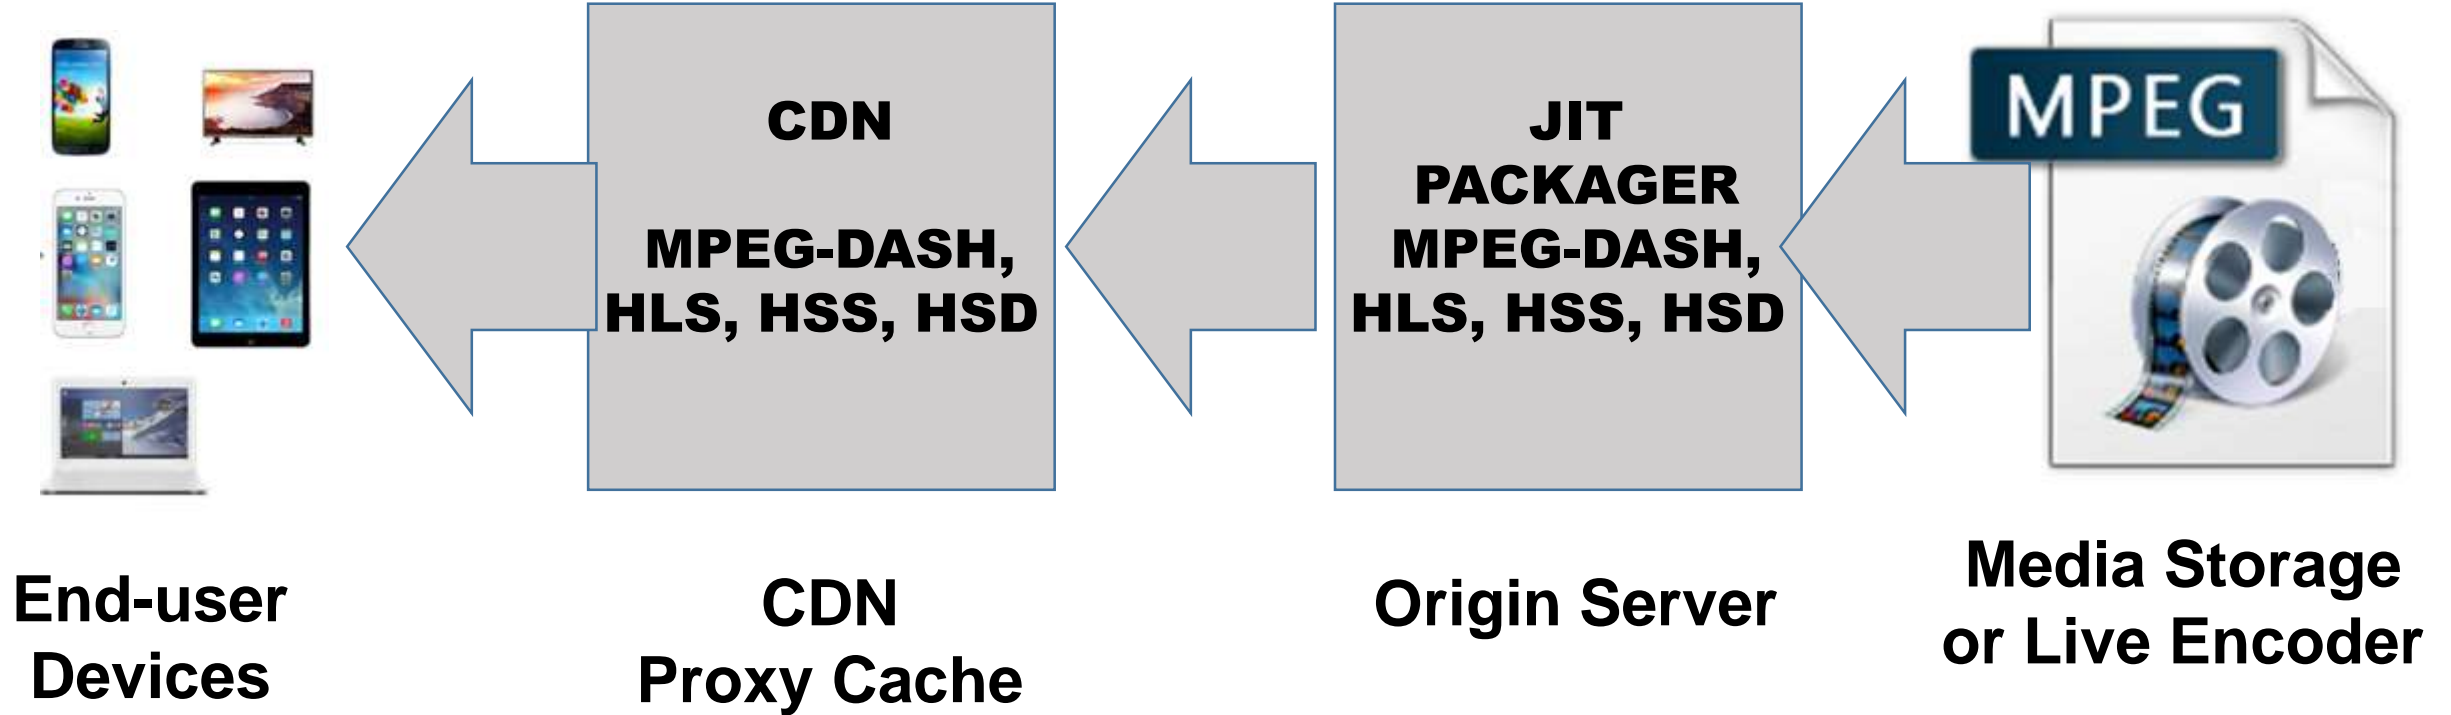 CDN
MPEG-DASH,
HLS, HSS, HSD
JIT
PACKAGER
MPEG-DASH,
HLS, HSS, HSD
MPEG
End-user
Devices
CDN
Proxy Cache
Origin Server
Media Storage
or Live Encoder